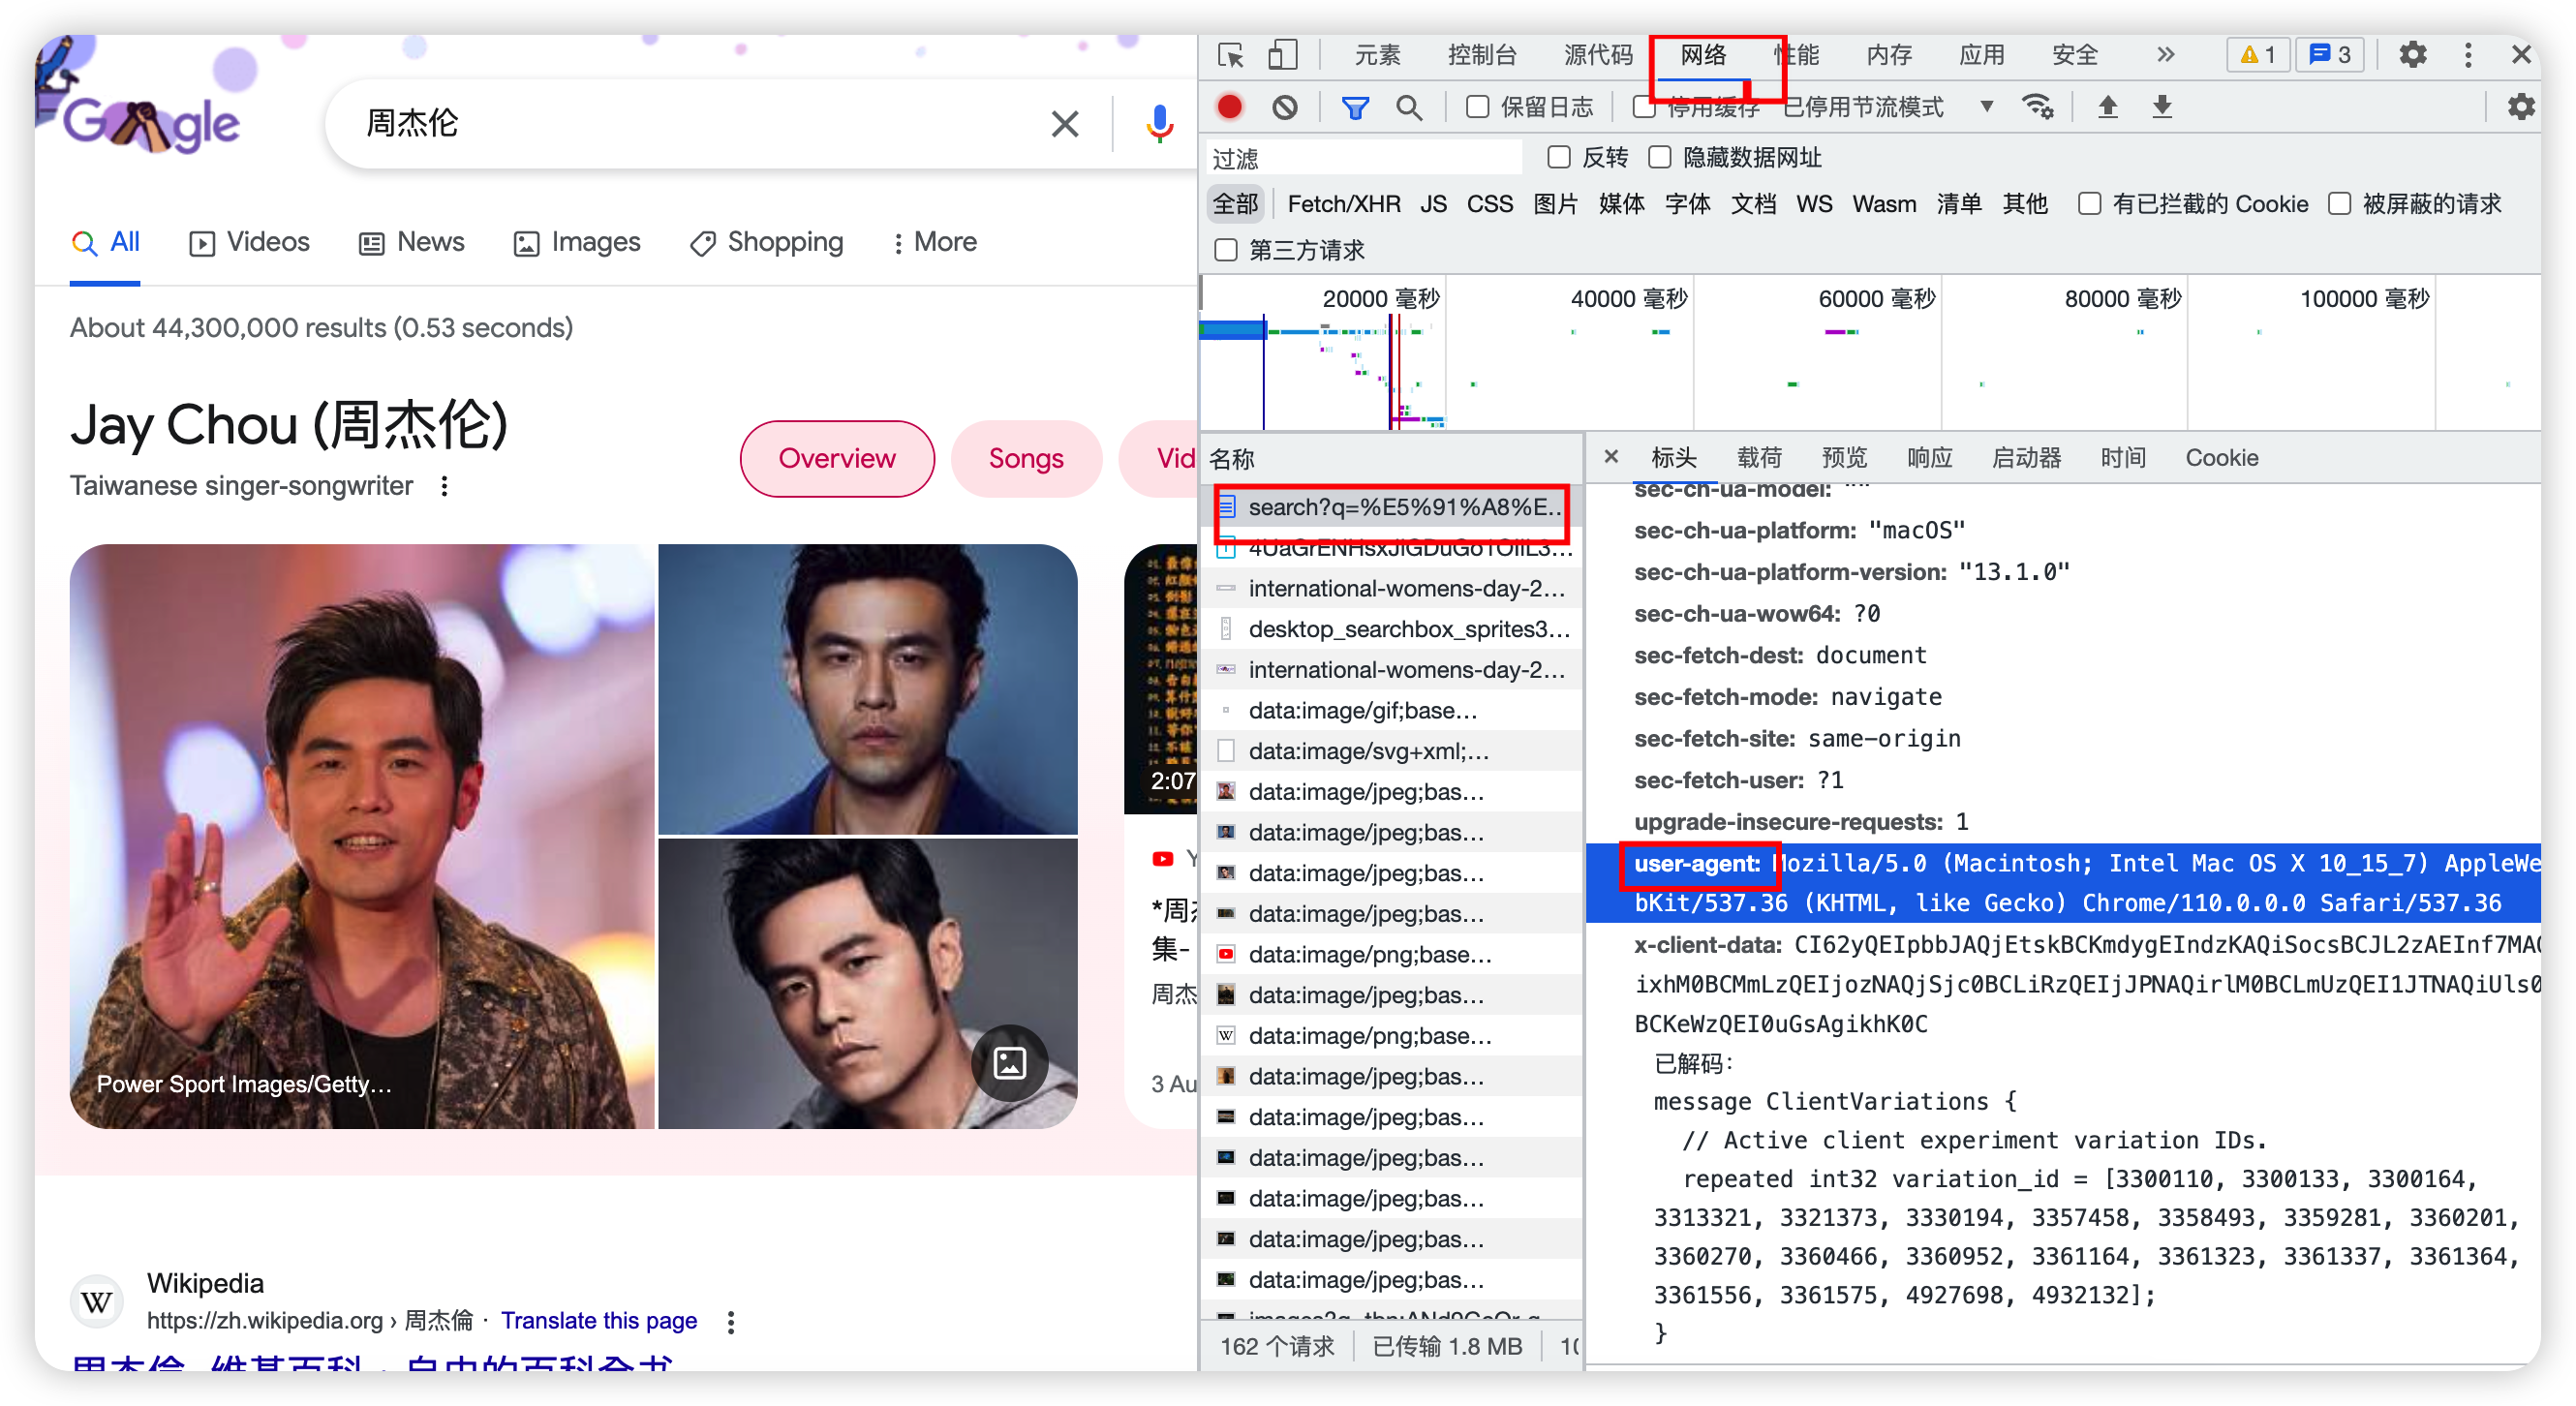 Google
周杰伦
All
Videos
News
Images
Shopping
More
About 44,300,000 results (0.53 seconds)
Jay Chou (周杰伦)
Taiwanese singer-songwriter
Overview
Songs
Vid
Power Sport Images/Getty…
2:07
*周杰
集-
周杰
3 Au
Wikipedia
https://zh.wikipedia.org › 周杰倫 · Translate this page
周杰倫 - 维基百科，自由的百科全书
元素 控制台 源代码 网络 性能 内存 应用 安全 » 1 3
保留日志 停用缓存 已停用节流模式
过滤 反转 隐藏数据网址
全部 Fetch/XHR JS CSS 图片 媒体 字体 文档 WS Wasm 清单 其他 有已拦截的 Cookie 被屏蔽的请求
第三方请求
20000 毫秒 40000 毫秒 60000 毫秒 80000 毫秒 100000 毫秒
名称
search?q=%E5%91%A8%E…
international-womens-day-2…
desktop_searchbox_sprites3…
international-womens-day-2…
data:image/gif;base…
data:image/svg+xml;…
data:image/jpeg;bas…
data:image/jpeg;bas…
data:image/jpeg;bas…
data:image/jpeg;bas…
data:image/png;base…
data:image/jpeg;bas…
data:image/png;base…
data:image/jpeg;bas…
data:image/jpeg;bas…
data:image/jpeg;bas…
data:image/jpeg;bas…
data:image/jpeg;bas…
data:image/jpeg;bas…
162 个请求 已传输 1.8 MB
标头 载荷 预览 响应 启动器 时间 Cookie
sec-ch-ua-model: ""
sec-ch-ua-platform: "macOS"
sec-ch-ua-platform-version: "13.1.0"
sec-ch-ua-wow64: ?0
sec-fetch-dest: document
sec-fetch-mode: navigate
sec-fetch-site: same-origin
sec-fetch-user: ?1
upgrade-insecure-requests: 1
user-agent: Mozilla/5.0 (Macintosh; Intel Mac OS X 10_15_7) AppleWe
bKit/537.36 (KHTML, like Gecko) Chrome/110.0.0.0 Safari/537.36
x-client-data: CI62yQEIpbbJAQjEtskBCKmdygEIndzKAQiSocsBCJL2zAEInf7MAQ
ixhM0BCMmLzQEIjozNAQjSjc0BCLiRzQEIjJPNAQirlM0BCLmUzQEI1JTNAQiUls0
BCKeWzQEI0uGsAgikhK0C
已解码：
message ClientVariations {
// Active client experiment variation IDs.
repeated int32 variation_id = [3300110, 3300133, 3300164,
3313321, 3321373, 3330194, 3357458, 3358493, 3359281, 3360201,
3360270, 3360466, 3360952, 3361164, 3361323, 3361337, 3361364,
3361556, 3361575, 4927698, 4932132];
}